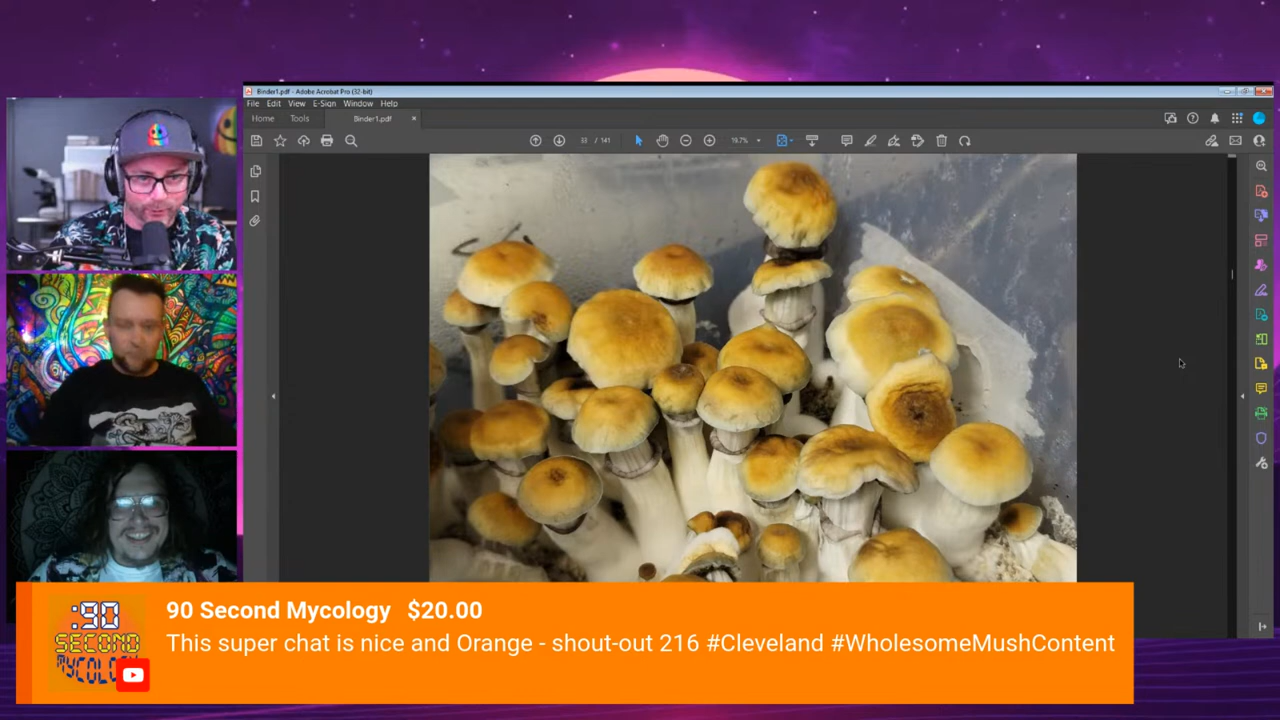 Binder1.pdf - Adobe Acrobat Pro (32-bit)
File Edit View E-Sign Window Help
Home Tools Binder1.pdf
/ 141
:90
SECOND
90 Second Mycology $20.00
This super chat is nice and Orange - shout-out 216 #Cleveland #WholesomeMushContent